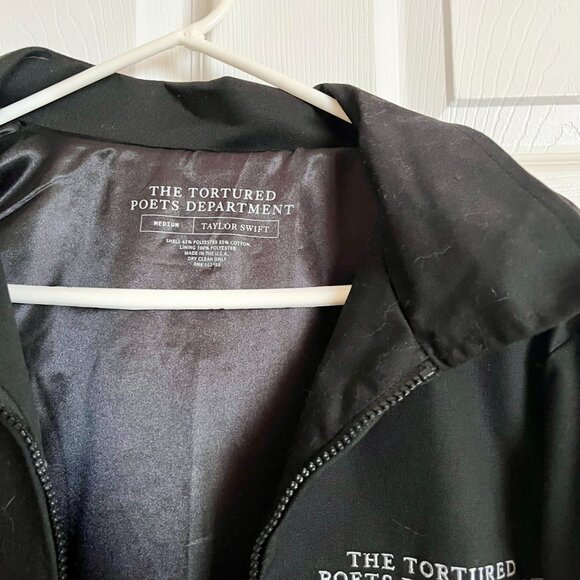 THE TORTURED
POETS DEPARTMENT
MEDIUM TAYLOR SWIFT
SHELL 65% POLYESTER 35% COTTON
LINING 100% POLYESTER
MADE IN THE U.S.A.
DRY CLEAN ONLY
THE TORTURED
POETS